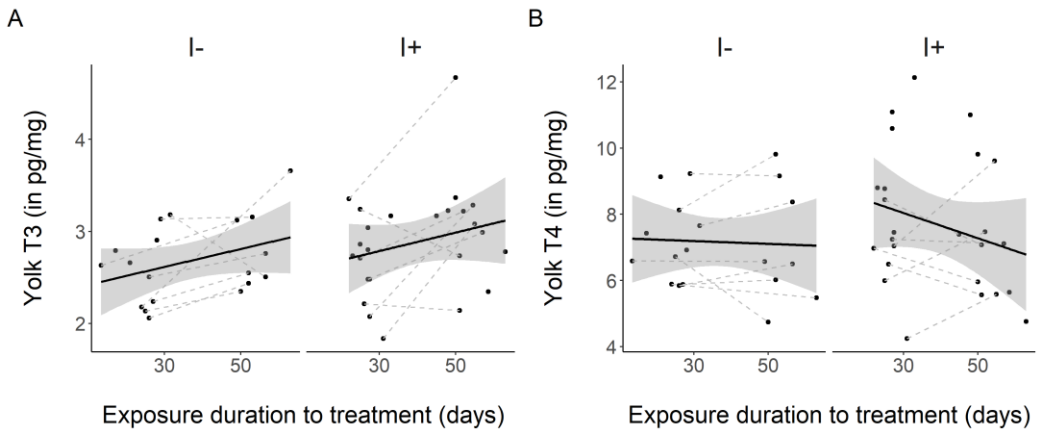 A
I-
I+
Yolk T3 (in pg/mg)
4
3
2
30
50
30
50
Exposure duration to treatment (days)
B
I-
I+
Yolk T4 (in pg/mg)
12
10
8
6
4
30
50
30
50
Exposure duration to treatment (days)